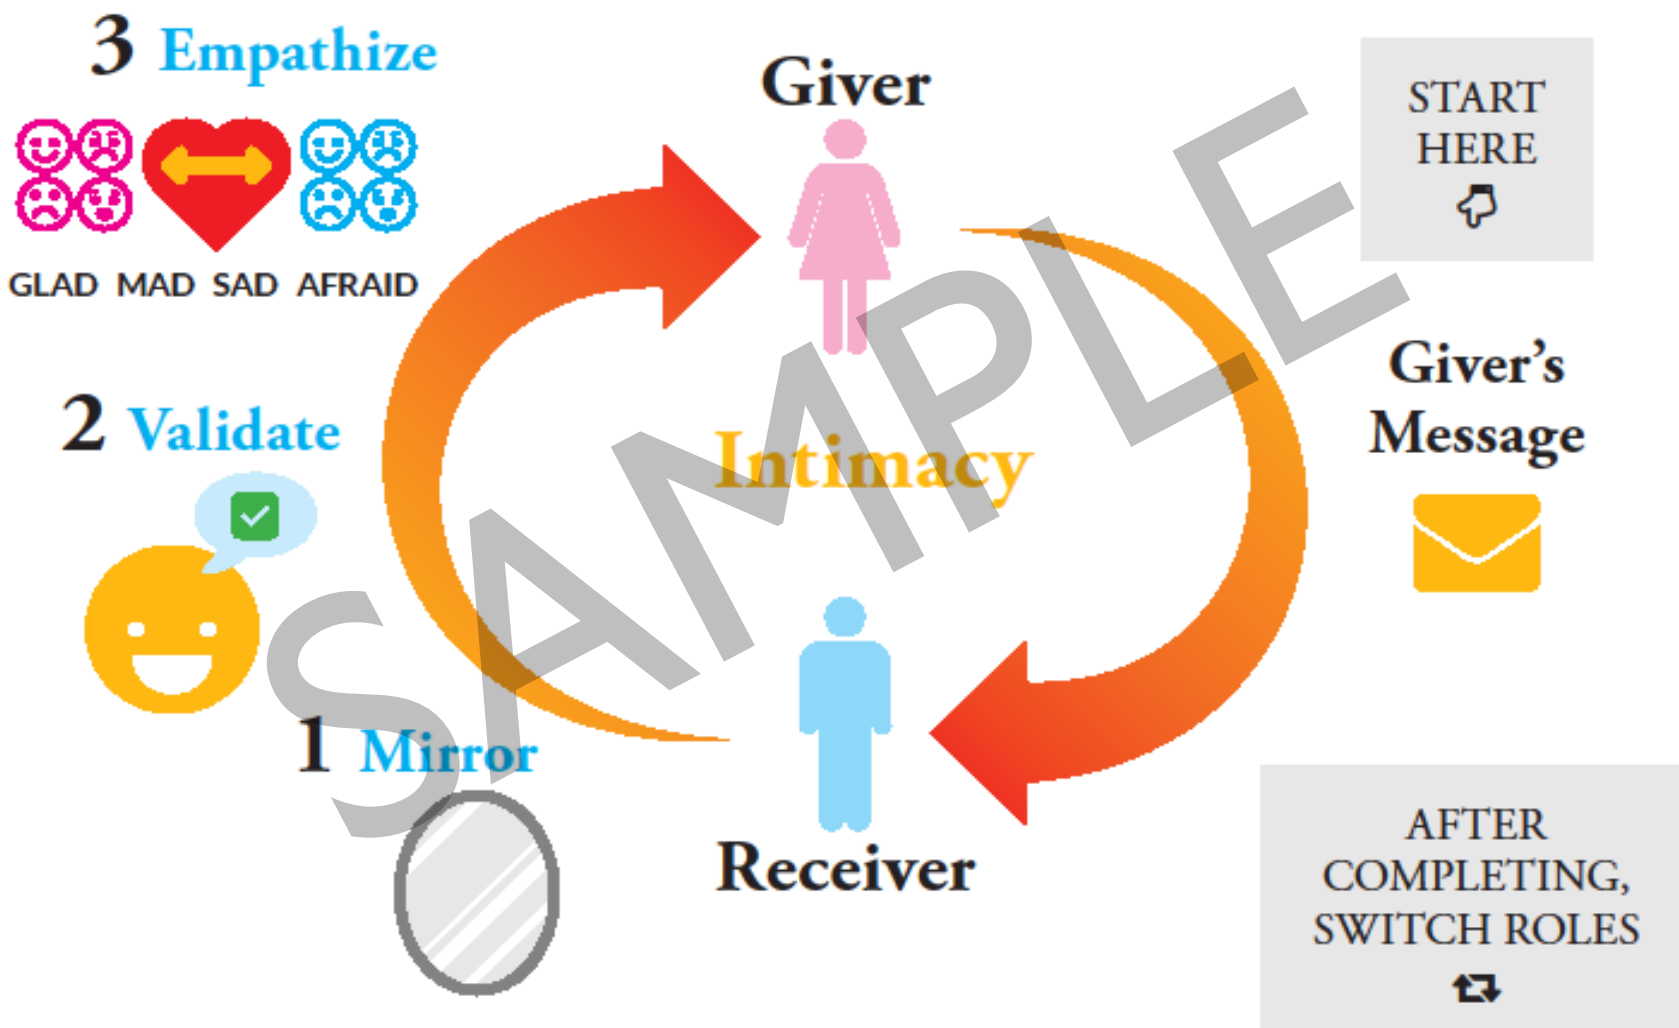 3 Empathize
GLAD MAD SAD AFRAID
2 Validate
1 Mirror
Giver
Intimacy
Receiver
START
HERE
Giver’s
Message
AFTER
COMPLETING,
SWITCH ROLES
SAMPLE